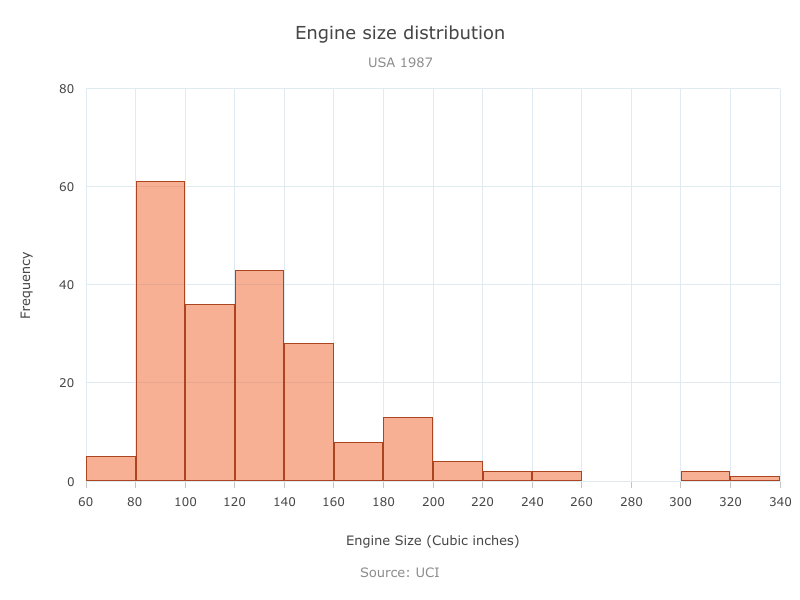 Engine size distribution
USA 1987
80
60
40
20
0
Frequency
60 80 100 120 140 160 180 200 220 240 260 280 300 320 340
Engine Size (Cubic inches)
Source: UCI